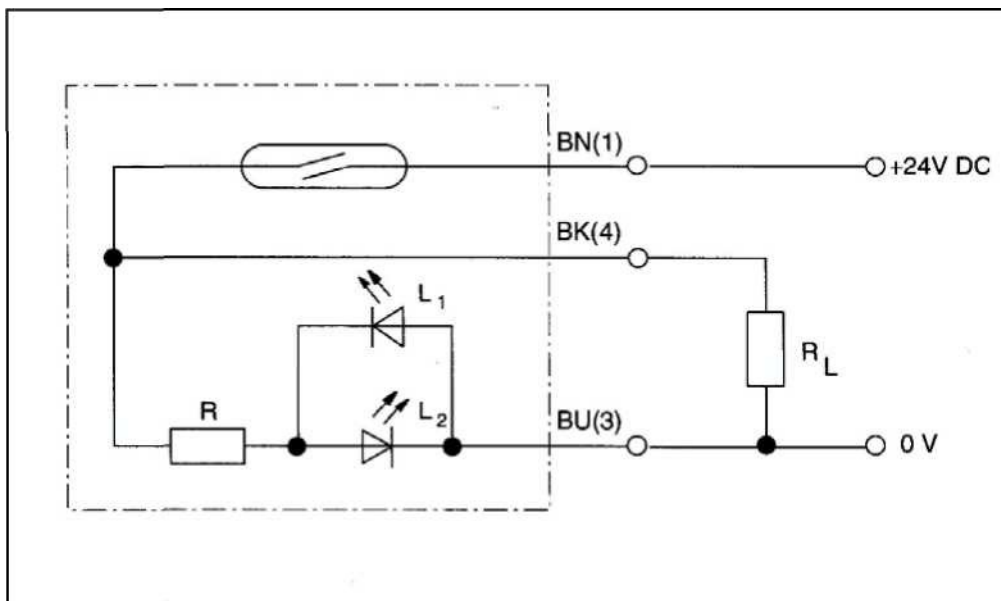 BN(1)
+24V DC
BK(4)
L1
RL
R
L2
BU(3)
0 V